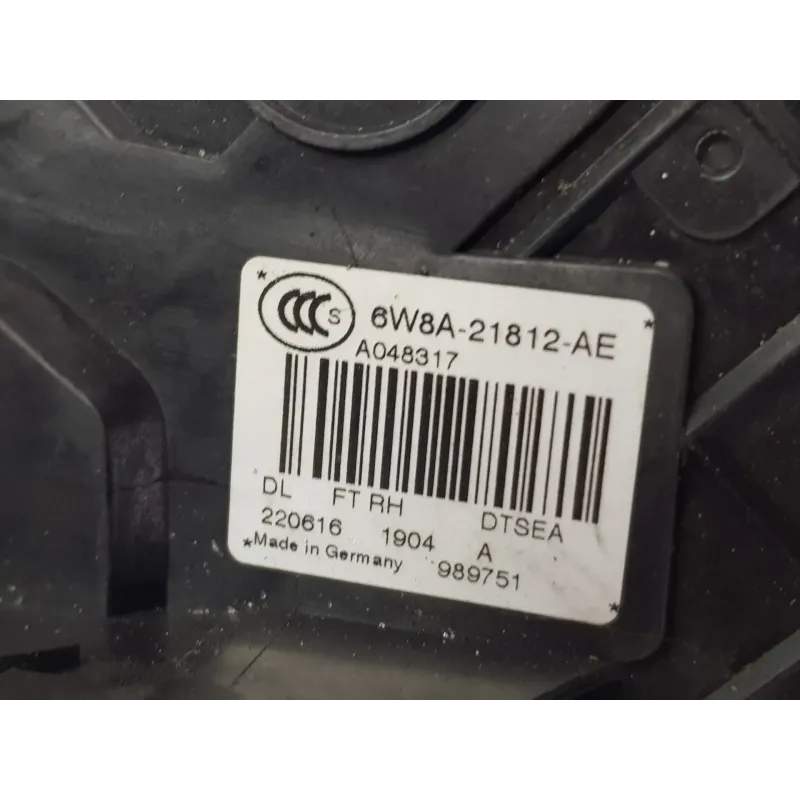 CCC S 6W8A-21812-AE
A048317
DL FT RH DTSEA
220616 1904 A
*Made in Germany 989751